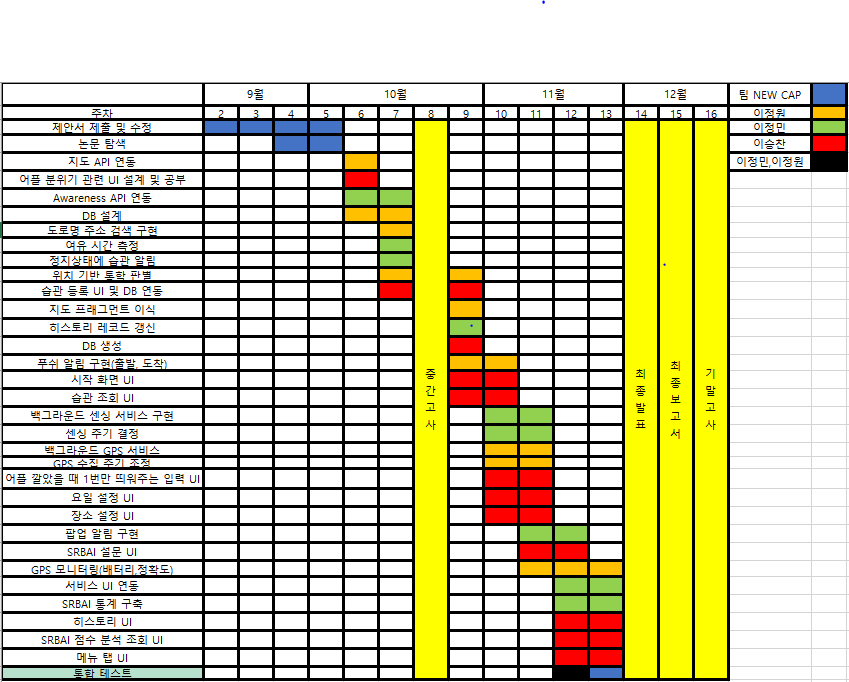 9월 10월 11월 12월 팀 NEW CAP
주차 2 3 4 5 6 7 8 9 10 11 12 13 14 15 16 이정원
제안서 제출 및 수정 이정민
논문 탐색 이승찬
지도 API 연동 이정민,이정원
어플 분위기 관련 UI 설계 및 공부
Awareness API 연동
DB 설계
도로명 주소 검색 구현
여유 시간 측정
정지상태에 습관 알림
위치 기반 통합 판별
습관 등록 UI 및 DB 연동
지도 프래그먼트 이식
히스토리 레코드 갱신
DB 생성
푸쉬 알림 구현(출발, 도착)
시작 화면 UI
습관 조회 UI
백그라운드 센싱 서비스 구현
센싱 주기 결정
백그라운드 GPS 서비스
GPS 수집 주기 조정
어플 깔았을 때 1번만 띄워주는 입력 UI
요일 설정 UI
장소 설정 UI
팝업 알림 구현
SRBAI 설문 UI
GPS 모니터링(배터리,정확도)
서비스 UI 연동
SRBAI 통계 구축
히스토리 UI
SRBAI 점수 분석 조회 UI
메뉴 탭 UI
통합 테스트
중간고사
최종발표
최종보고서
기말고사